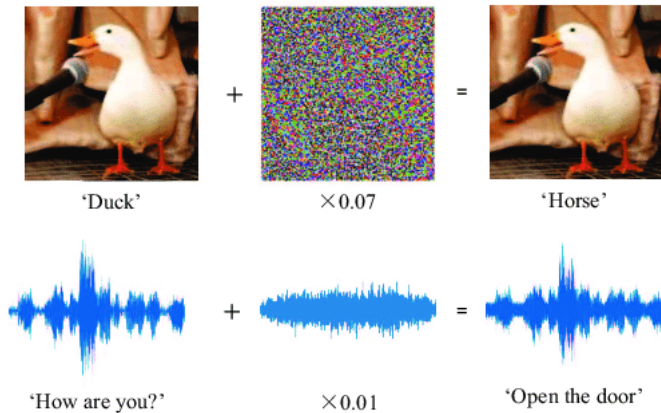 + =
‘Duck’ ×0.07 ‘Horse’
+ =
‘How are you?’ ×0.01 ‘Open the door’